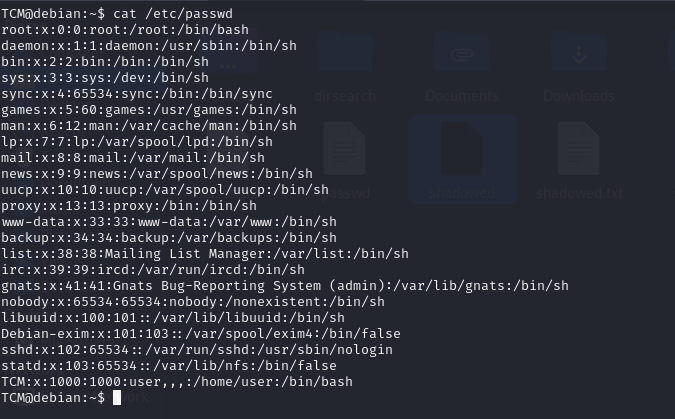 TCM@debian:~$ cat /etc/passwd
root:x:0:0:root:/root:/bin/bash
daemon:x:1:1:daemon:/usr/sbin:/bin/sh
bin:x:2:2:bin:/bin:/bin/sh
sys:x:3:3:sys:/dev:/bin/sh
sync:x:4:65534:sync:/bin:/bin/sync
games:x:5:60:games:/usr/games:/bin/sh
man:x:6:12:man:/var/cache/man:/bin/sh
lp:x:7:7:lp:/var/spool/lpd:/bin/sh
mail:x:8:8:mail:/var/mail:/bin/sh
news:x:9:9:news:/var/spool/news:/bin/sh
uucp:x:10:10:uucp:/var/spool/uucp:/bin/sh
proxy:x:13:13:proxy:/bin:/bin/sh
www-data:x:33:33:www-data:/var/www:/bin/sh
backup:x:34:34:backup:/var/backups:/bin/sh
list:x:38:38:Mailing List Manager:/var/list:/bin/sh
irc:x:39:39:ircd:/var/run/ircd:/bin/sh
gnats:x:41:41:Gnats Bug-Reporting System (admin):/var/lib/gnats:/bin/sh
nobody:x:65534:65534:nobody:/nonexistent:/bin/sh
libuuid:x:100:101::/var/lib/libuuid:/bin/sh
Debian-exim:x:101:103::/var/spool/exim4:/bin/false
sshd:x:102:65534::/var/run/sshd:/usr/sbin/nologin
statd:x:103:65534::/var/lib/nfs:/bin/false
TCM:x:1000:1000:user,,,:/home/user:/bin/bash
TCM@debian:~$
dirsearch
Documents
Downloads
passwd
shadowed
shadowed.txt